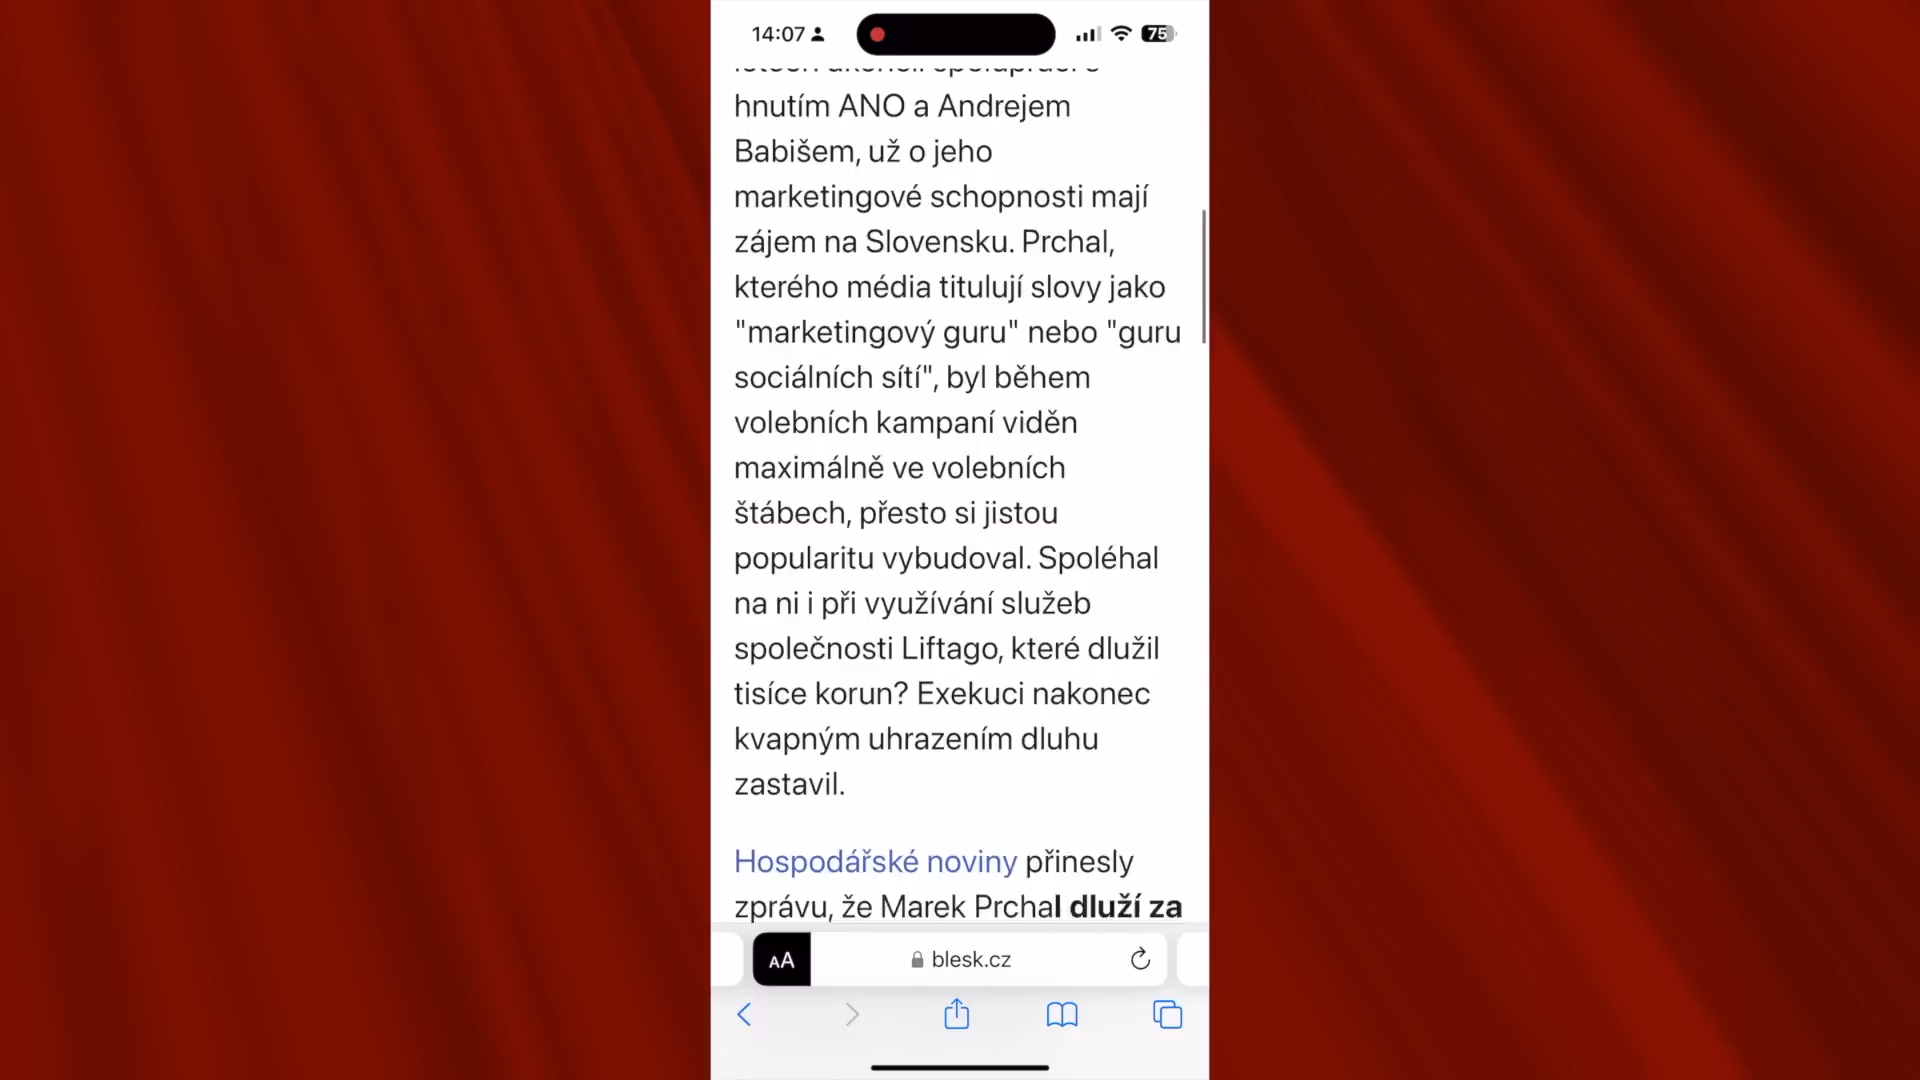 14:07
75
hnutím ANO a Andrejem
Babišem, už o jeho
marketingové schopnosti mají
zájem na Slovensku. Prchal,
kterého média titulují slovy jako
"marketingový guru" nebo "guru
sociálních sítí", byl během
volebních kampaní viděn
maximálně ve volebních
štábech, přesto si jistou
popularitu vybudoval. Spoléhal
na ni i při využívání služeb
společnosti Liftago, které dlužil
tisíce korun? Exekuci nakonec
kvapným uhrazením dluhu
zastavil.
Hospodářské noviny přinesly
zprávu, že Marek Prchal dluží za
AA
blesk.cz